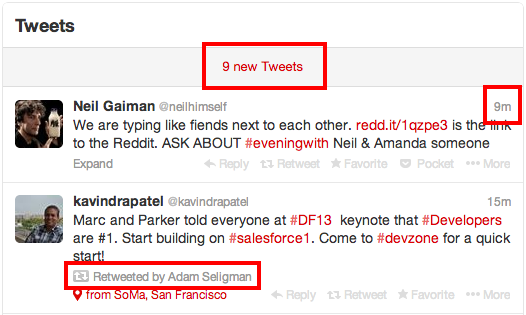 Tweets
9 new Tweets
Neil Gaiman @neilhimself 9m
We are typing like fiends next to each other. redd.it/1qzpe3 is the link
to the Reddit. ASK ABOUT #eveningwith Neil & Amanda someone
Expand Reply Retweet Favorite Pocket More
kavindrapatel @kavindrapatel 15m
Marc and Parker told everyone at #DF13 keynote that #Developers
are #1. Start building on #salesforce1. Come to #devzone for a quick
start!
Retweeted by Adam Seligman
from SoMa, San Francisco Reply Retweet Favorite More